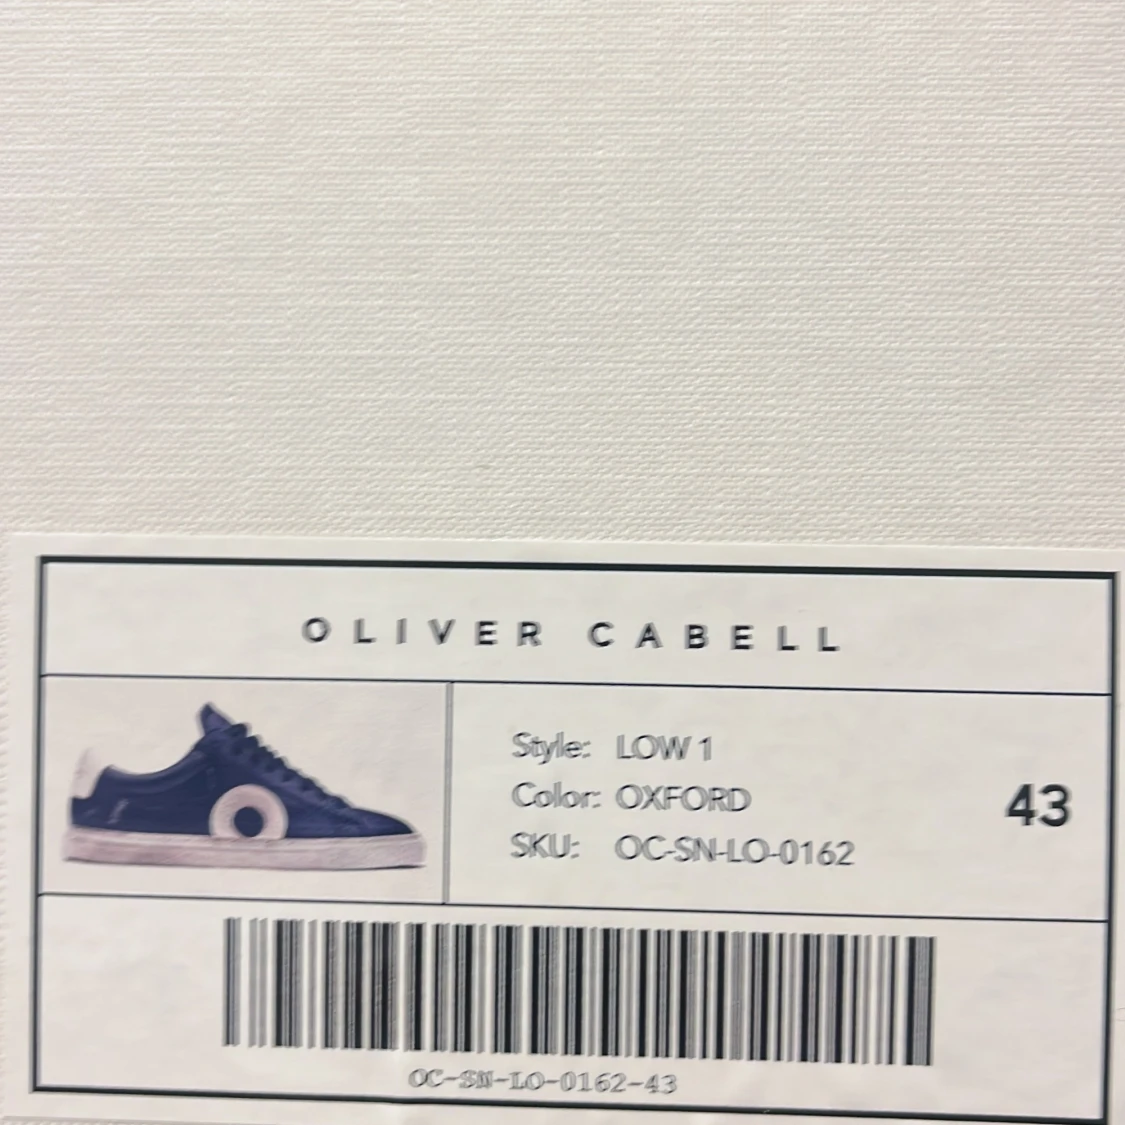 OLIVER CABELL
Style: LOW 1
Color: OXFORD
SKU: OC-SN-LO-0162
43
OC-SN-LO-0162-43